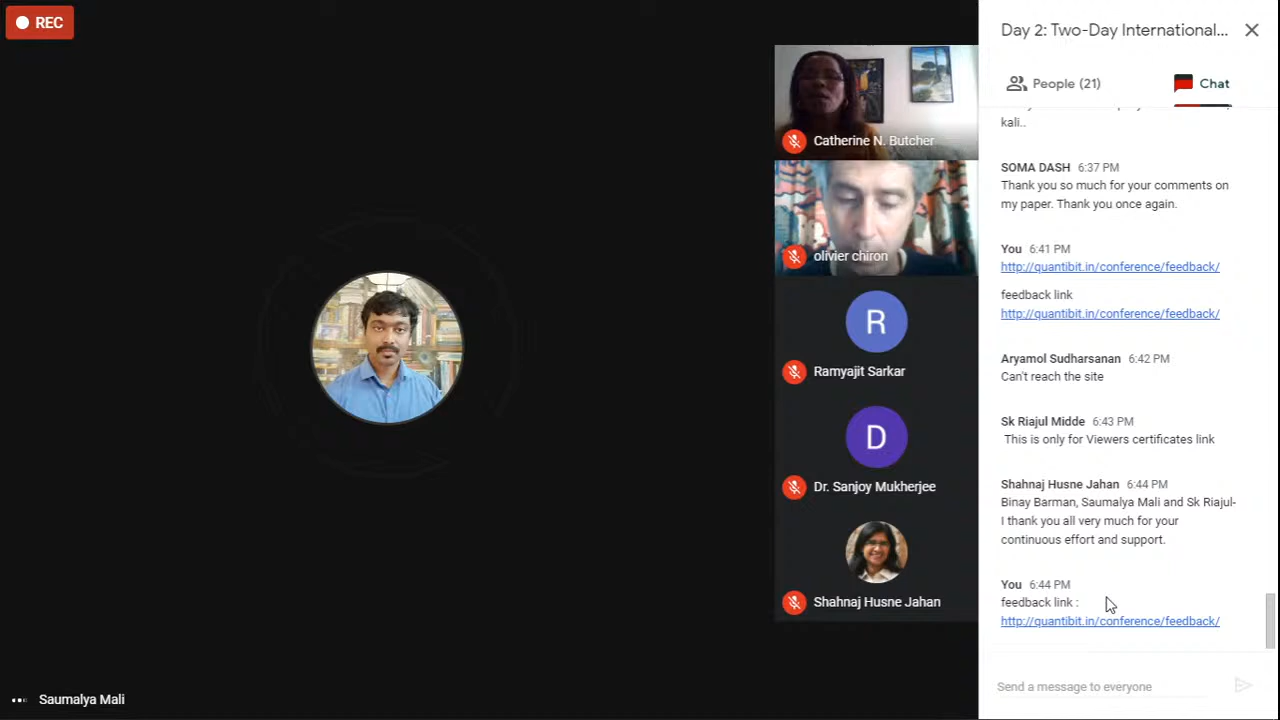 REC
Day 2: Two-Day International...
People (21)
Chat
kali..
SOMA DASH 6:37 PM
Thank you so much for your comments on
my paper. Thank you once again.
You 6:41 PM
http://quantibit.in/conference/feedback/
feedback link
http://quantibit.in/conference/feedback/
Aryamol Sudharsanan 6:42 PM
Can't reach the site
Sk Riajul Midde 6:43 PM
This is only for Viewers certificates link
Shahnaj Husne Jahan 6:44 PM
Binay Barman, Saumalya Mali and Sk Riajul-
I thank you all very much for your
continuous effort and support.
You 6:44 PM
feedback link :
http://quantibit.in/conference/feedback/
Send a message to everyone
Catherine N. Butcher
olivier chiron
R
Ramyajit Sarkar
D
Dr. Sanjoy Mukherjee
Shahnaj Husne Jahan
Saumalya Mali